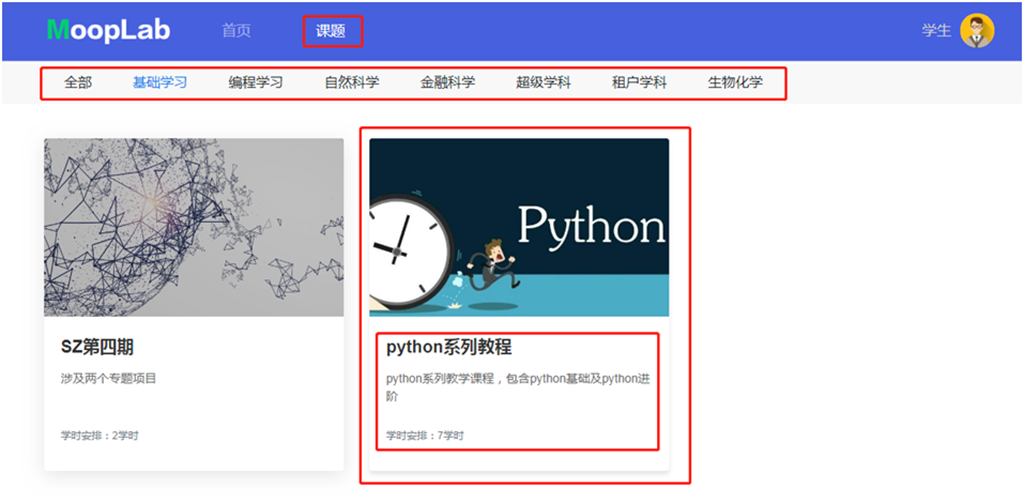 MoopLab 首页 课题 学生
全部 基础学习 编程学习 自然科学 金融科学 超级学科 租户学科 生物化学
Python
SZ第四期
涉及两个专题项目
学时安排：2学时
python系列教程
python系列教学课程，包含python基础及python进
阶
学时安排：7学时